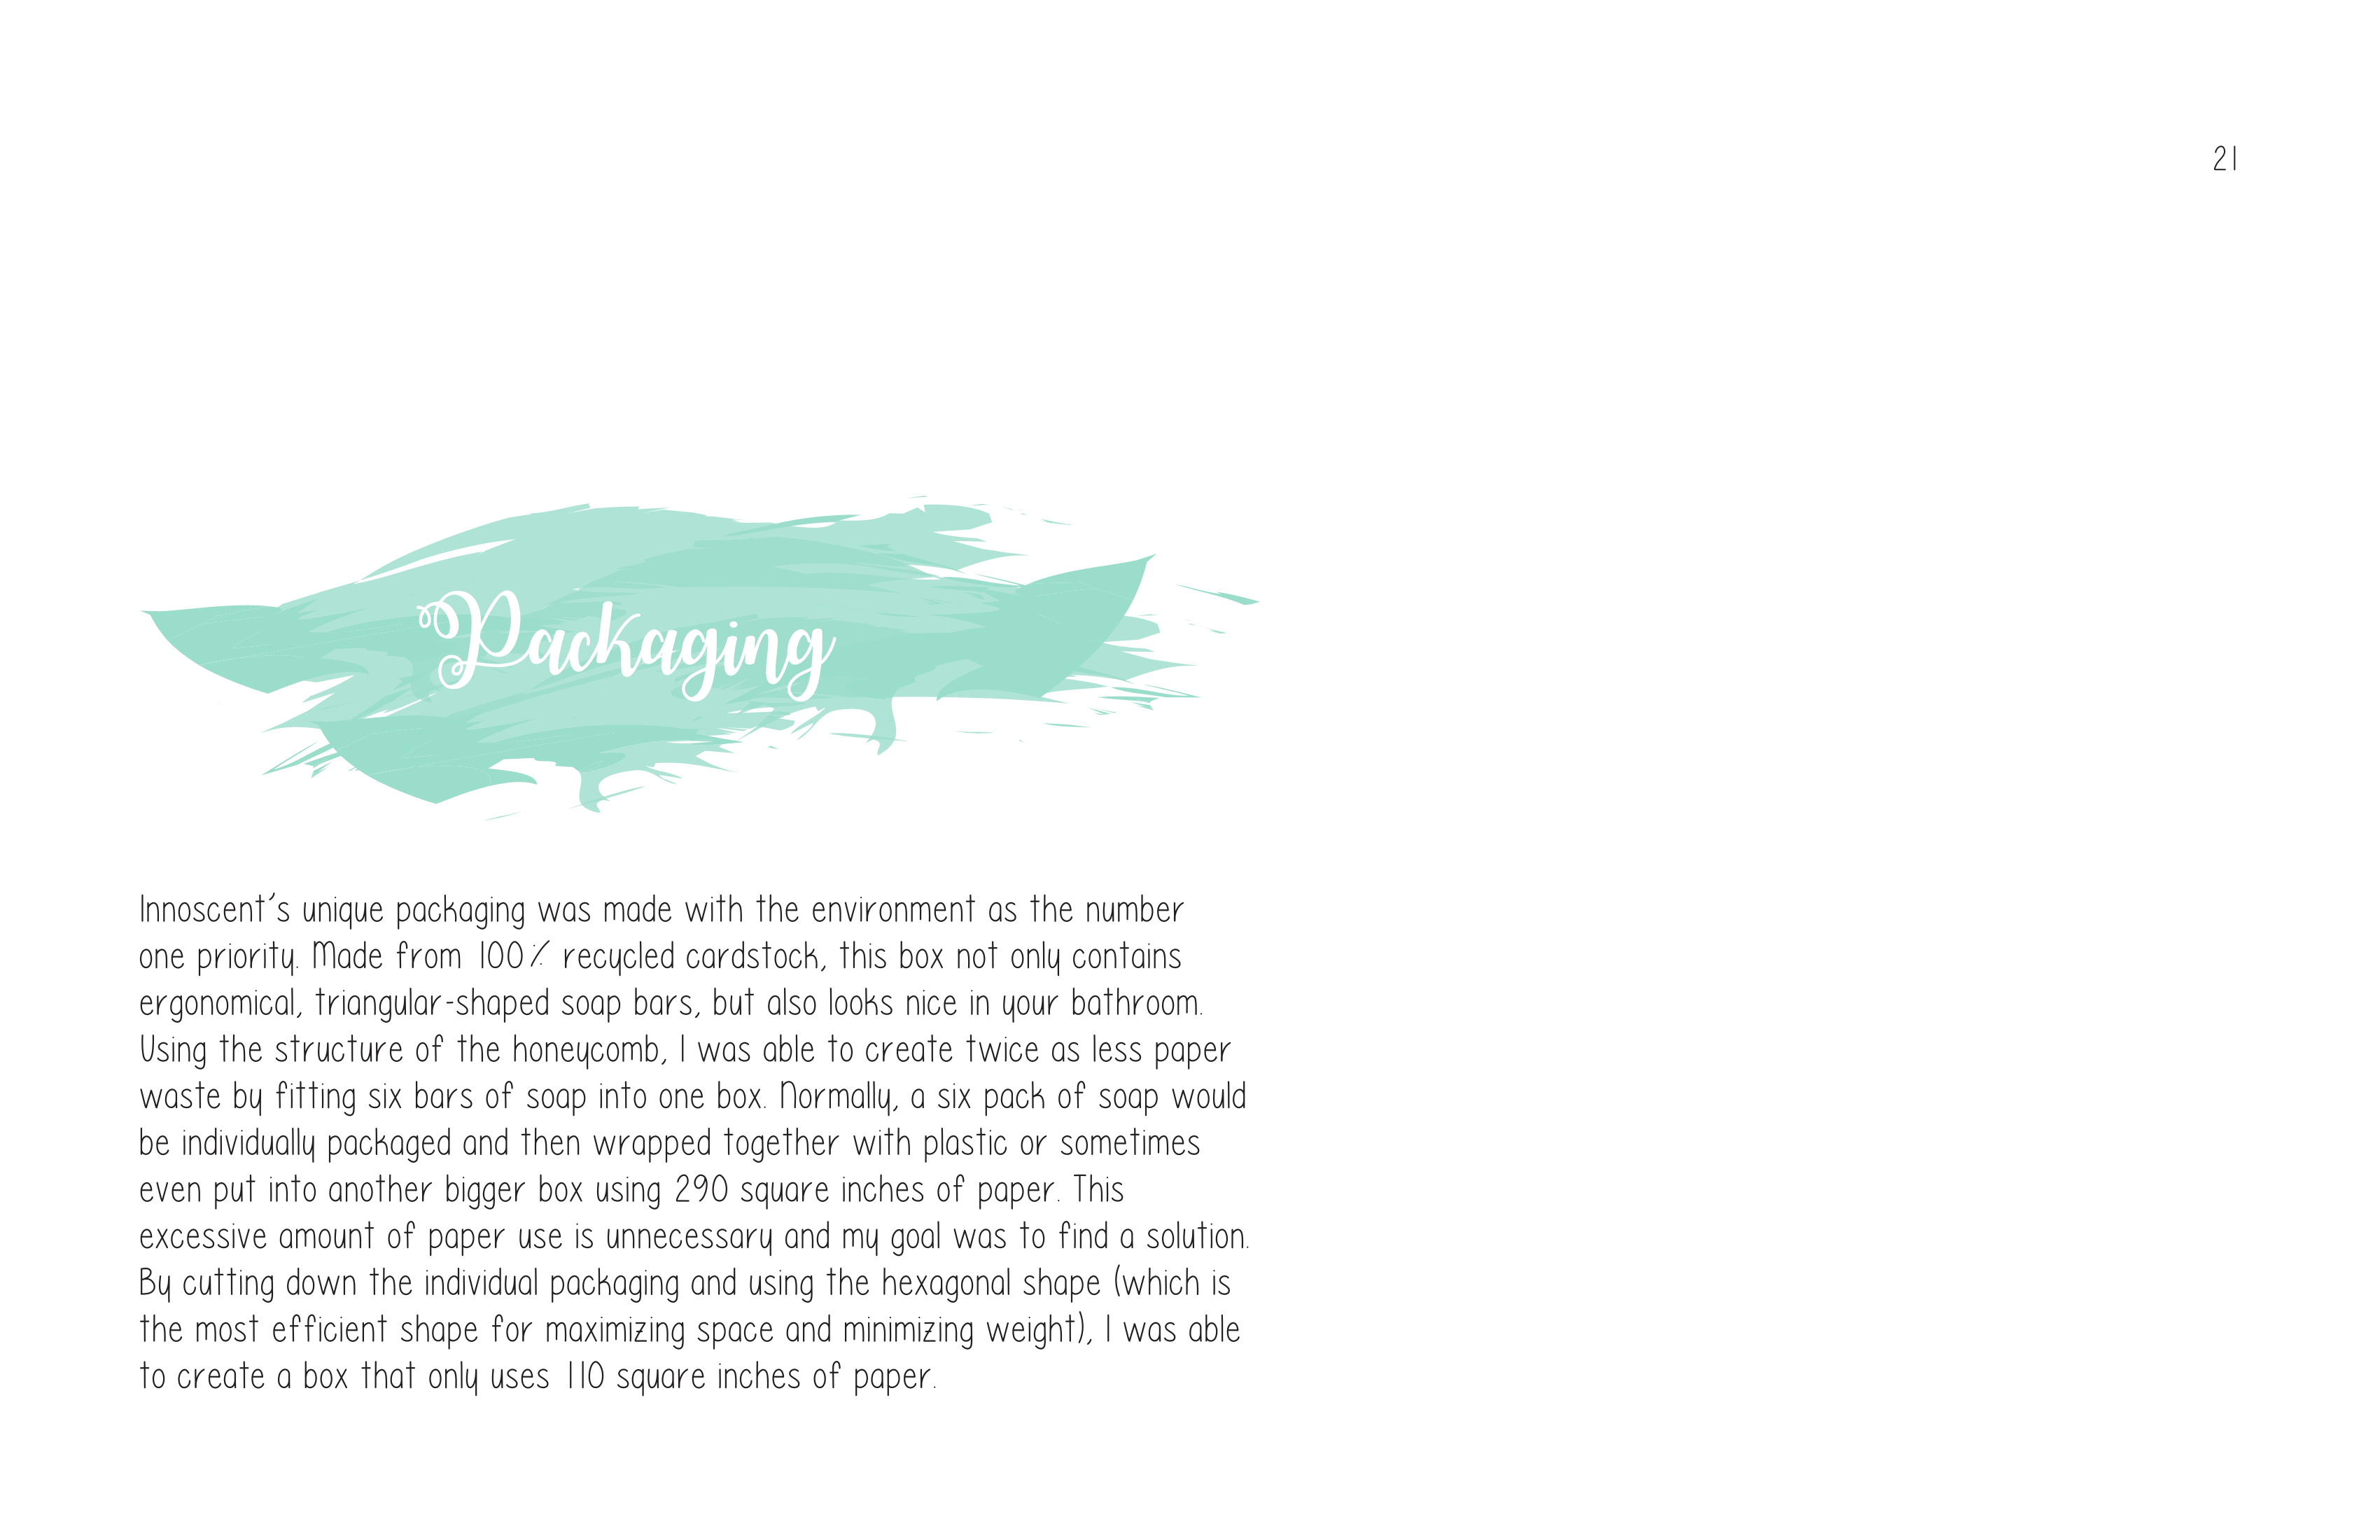 21
Packaging
Innoscent's unique packaging was made with the environment as the number
one priority. Made from 100% recycled cardstock, this box not only contains
ergonomical, triangular-shaped soap bars, but also looks nice in your bathroom.
Using the structure of the honeycomb, I was able to create twice as less paper
waste by fitting six bars of soap into one box. Normally, a six pack of soap would
be individually packaged and then wrapped together with plastic or sometimes
even put into another bigger box using 290 square inches of paper. This
excessive amount of paper use is unnecessary and my goal was to find a solution.
By cutting down the individual packaging and using the hexagonal shape (which is
the most efficient shape for maximizing space and minimizing weight), I was able
to create a box that only uses 110 square inches of paper.